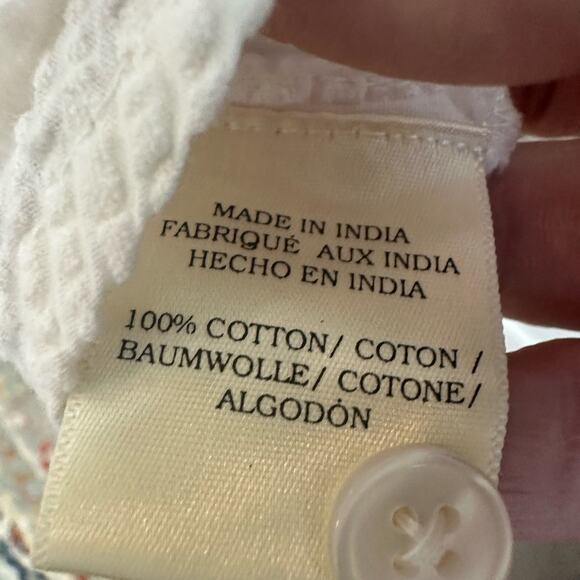 MADE IN INDIA
FABRIQUÉ AUX INDIA
HECHO EN INDIA
100% COTTON/ COTON /
BAUMWOLLE/ COTONE/
ALGODÓN